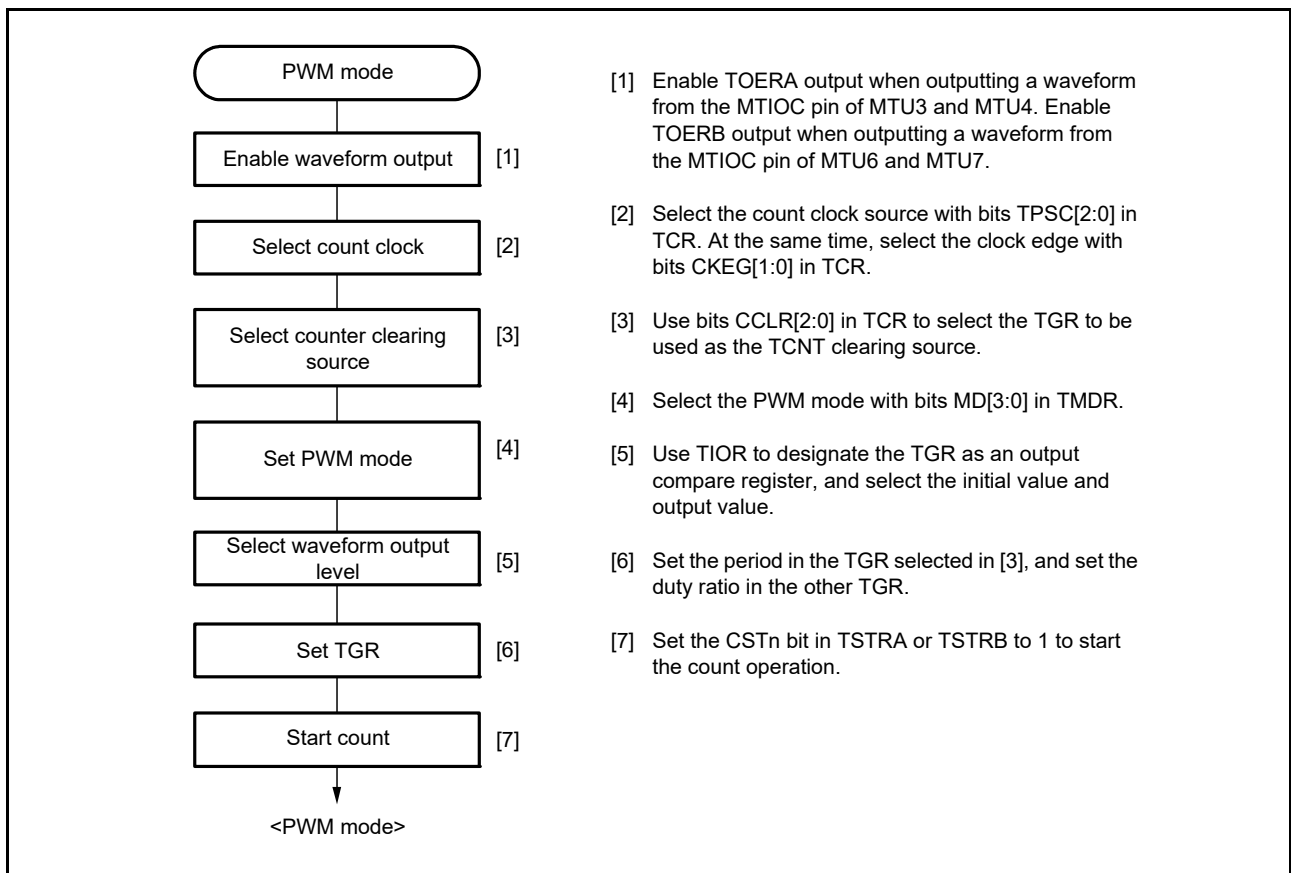 PWM mode
Enable waveform output [1]
Select count clock [2]
Select counter clearing
source
[3]
Set PWM mode [4]
Select waveform output
level
[5]
Set TGR [6]
Start count [7]
<PWM mode>
[1] Enable TOERA output when outputting a waveform
from the MTIOC pin of MTU3 and MTU4. Enable
TOERB output when outputting a waveform from
the MTIOC pin of MTU6 and MTU7.
[2] Select the count clock source with bits TPSC[2:0] in
TCR. At the same time, select the clock edge with
bits CKEG[1:0] in TCR.
[3] Use bits CCLR[2:0] in TCR to select the TGR to be
used as the TCNT clearing source.
[4] Select the PWM mode with bits MD[3:0] in TMDR.
[5] Use TIOR to designate the TGR as an output
compare register, and select the initial value and
output value.
[6] Set the period in the TGR selected in [3], and set the
duty ratio in the other TGR.
[7] Set the CSTn bit in TSTRA or TSTRB to 1 to start
the count operation.